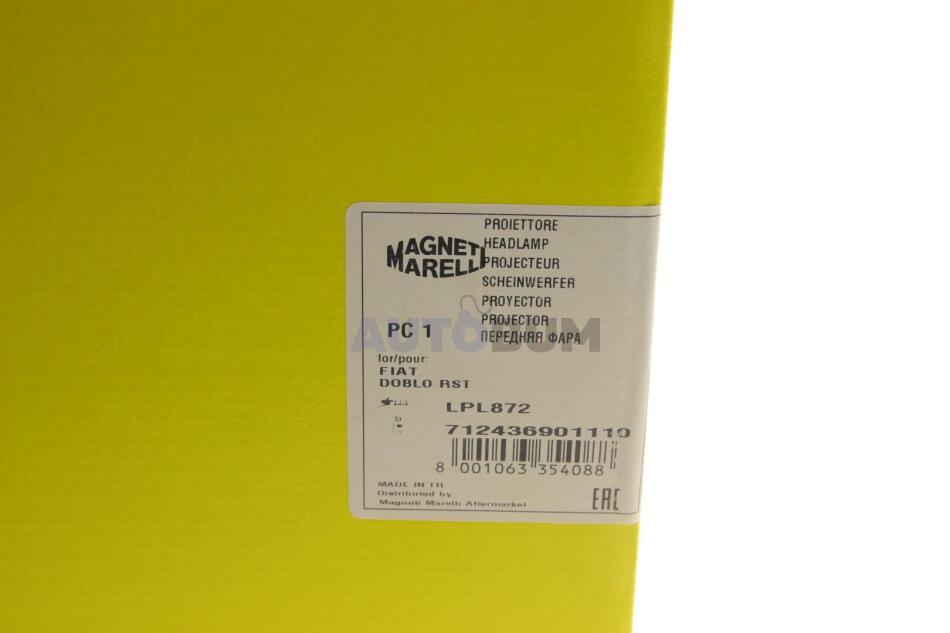 PROIETTORE
HEADLAMP
PROJECTEUR
SCHEINWERFER
PROYECTOR
PROJECTOR
ПЕРЕДНЯЯ ФАРА
MAGNETI
MARELLI
AUTOBUM
PC 1
for/pour:
FIAT
DOBLO RST
LPL872
712436901110
8 001063 354088
MADE IN TR
Distributed by
Magneti Marelli Aftermarket
EAC